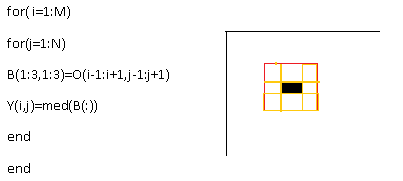 for( i=1:M)
for(j=1:N)
B(1:3,1:3)=O(i-1:i+1,j-1:j+1)
Y(i,j)=med(B(:))
end
end